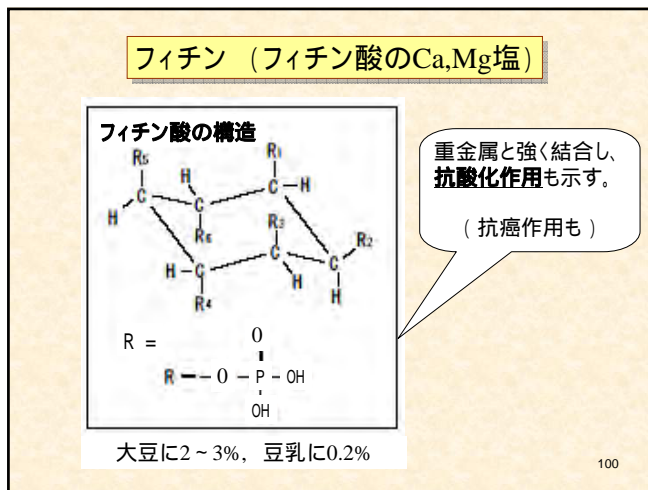 フィチン （フィチン酸のCa,Mg塩）
フィチン酸の構造
R₅ R₁
H
C C H
H C
R₆ R₃ R₂
H C C C
R₄ H H
R = O
R O P OH
OH
重金属と強く結合し、
抗酸化作用も示す。
（抗癌作用も）
大豆に2~3%, 豆乳に0.2%
100